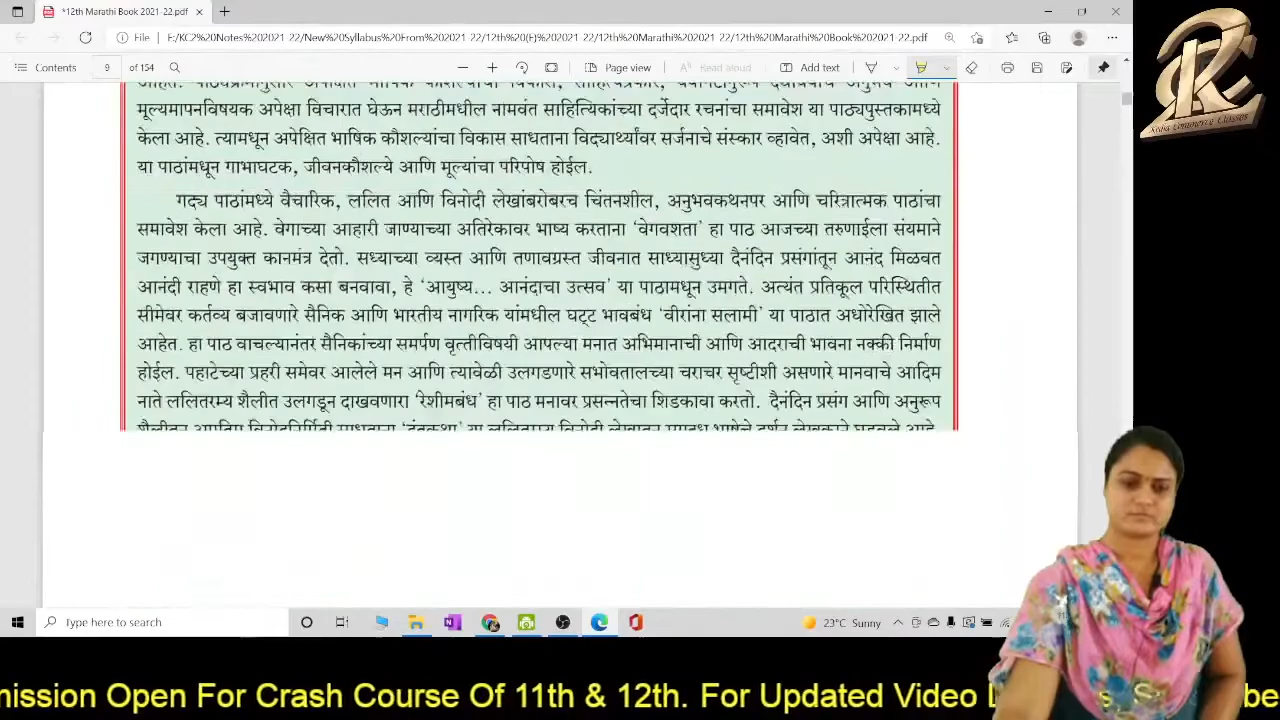 *12th Marathi Book 2021-22.pdf
File
E:/KC2%20Notes%202021 22/New%20Syllabus%20From%202021 22/12th%20FJ%202021 22/12th%20Marathi%202021 22/12th%20Marathi%20Book%202021-22.pdf
Contents 9 of 154 Page view Read aloud Add text
मूल्यमापनविषयक अपेक्षा विचारात घेऊन मराठीमधील नामवंत साहित्यिकांच्या दर्जेदार रचनांचा समावेश या पाठ्यपुस्तकामध्ये
केला आहे. त्यामधून अपेक्षित भाषिक कौशल्यांचा विकास साधताना विद्यार्थ्यांवर सर्जनाचे संस्कार व्हावेत, अशी अपेक्षा आहे.
या पाठांमधून गाभाघटक, जीवनकौशल्ये आणि मूल्यांचा परिपोष होईल.
गद्य पाठांमध्ये वैचारिक, ललित आणि विनोदी लेखांबरोबरच चिंतनशील, अनुभवकथनपर आणि चरित्रात्मक पाठांचा
समावेश केला आहे. वेगाच्या आहारी जाण्याच्या अतिरेकावर भाष्य करताना ‘वेगवशता’ हा पाठ आजच्या तरुणाईला संयमाने
जगण्याचा उपयुक्त कानमंत्र देतो. सध्याच्या व्यस्त आणि तणावग्रस्त जीवनात साध्यासुध्या दैनंदिन प्रसंगांतून आनंद मिळवत
आनंदी राहणे हा स्वभाव कसा बनवावा, हे ‘आयुष्य... आनंदाचा उत्सव’ या पाठामधून उमगते. अत्यंत प्रतिकूल परिस्थितीत
सीमेवर कर्तव्य बजावणारे सैनिक आणि भारतीय नागरिक यांमधील घट्ट भावबंध ‘वीरांना सलामी’ या पाठात अधोरेखित झाले
आहेत. हा पाठ वाचल्यानंतर सैनिकांच्या समर्पण वृत्तीविषयी आपल्या मनात अभिमानाची आणि आदराची भावना नक्की निर्माण
होईल. पहाटेच्या प्रहरी समेवर आलेले मन आणि त्यावेळी उलगडणारे सभोवतालच्या चराचर सृष्टीशी असणारे मानवाचे आदिम
नाते ललितरम्य शैलीत उलगडून दाखवणारा ‘रेशीमबंध’ हा पाठ मनावर प्रसन्नतेचा शिडकावा करतो. दैनंदिन प्रसंग आणि अनुरूप
Type here to search
23°C Sunny
Commerce Classes
mission Open For Crash Course Of 11th & 12th. For Updated Video